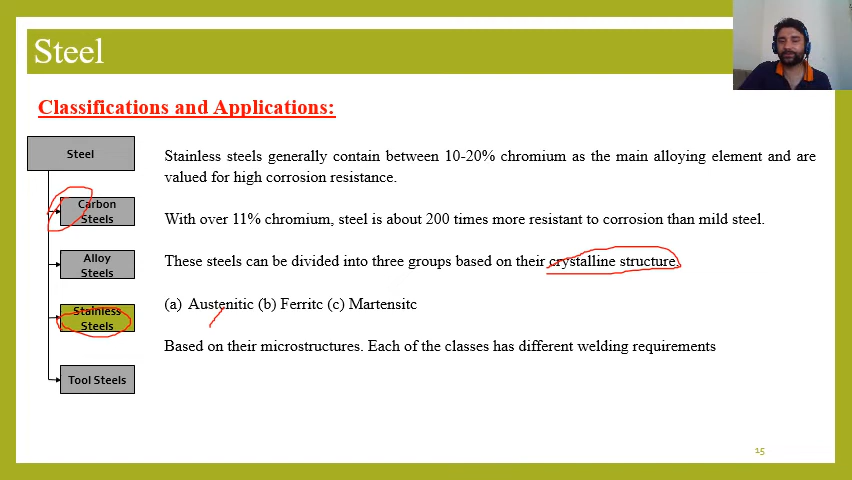 Steel
Classifications and Applications:
Steel
Carbon
Steels
Alloy
Steels
Stainless
Steels
Tool Steels
Stainless steels generally contain between 10-20% chromium as the main alloying element and are
valued for high corrosion resistance.
With over 11% chromium, steel is about 200 times more resistant to corrosion than mild steel.
These steels can be divided into three groups based on their crystalline structure.
(a) Austenitic (b) Ferritc (c) Martensitc
Based on their microstructures. Each of the classes has different welding requirements
15